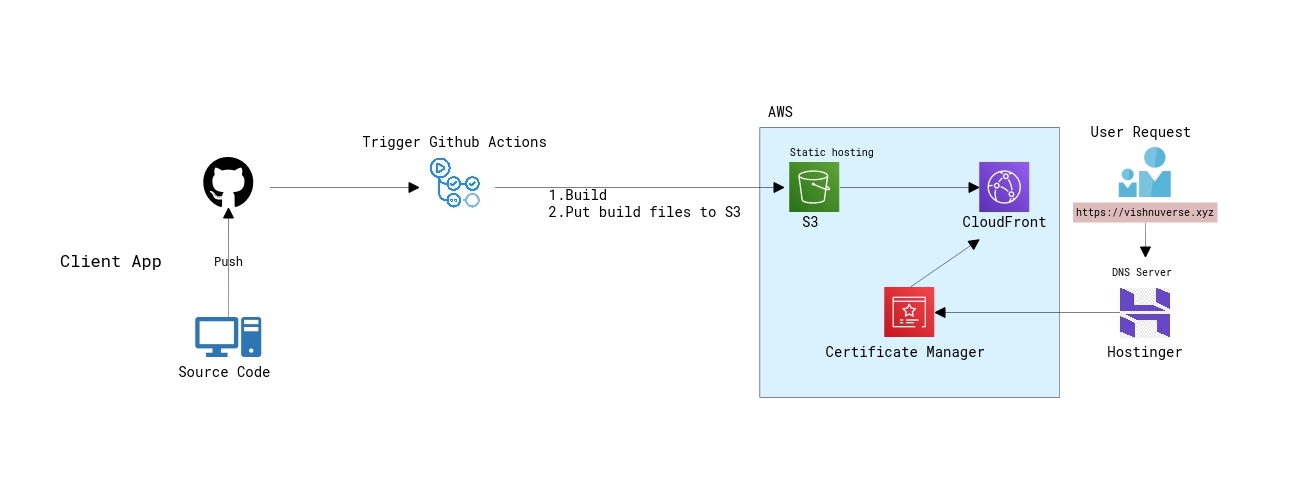 AWS
User Request
Trigger Github Actions
Static hosting
1.Build
2.Put build files to S3
S3
CloudFront
https://vishnuverse.xyz
Client App
Push
DNS Server
Certificate Manager
Hostinger
Source Code